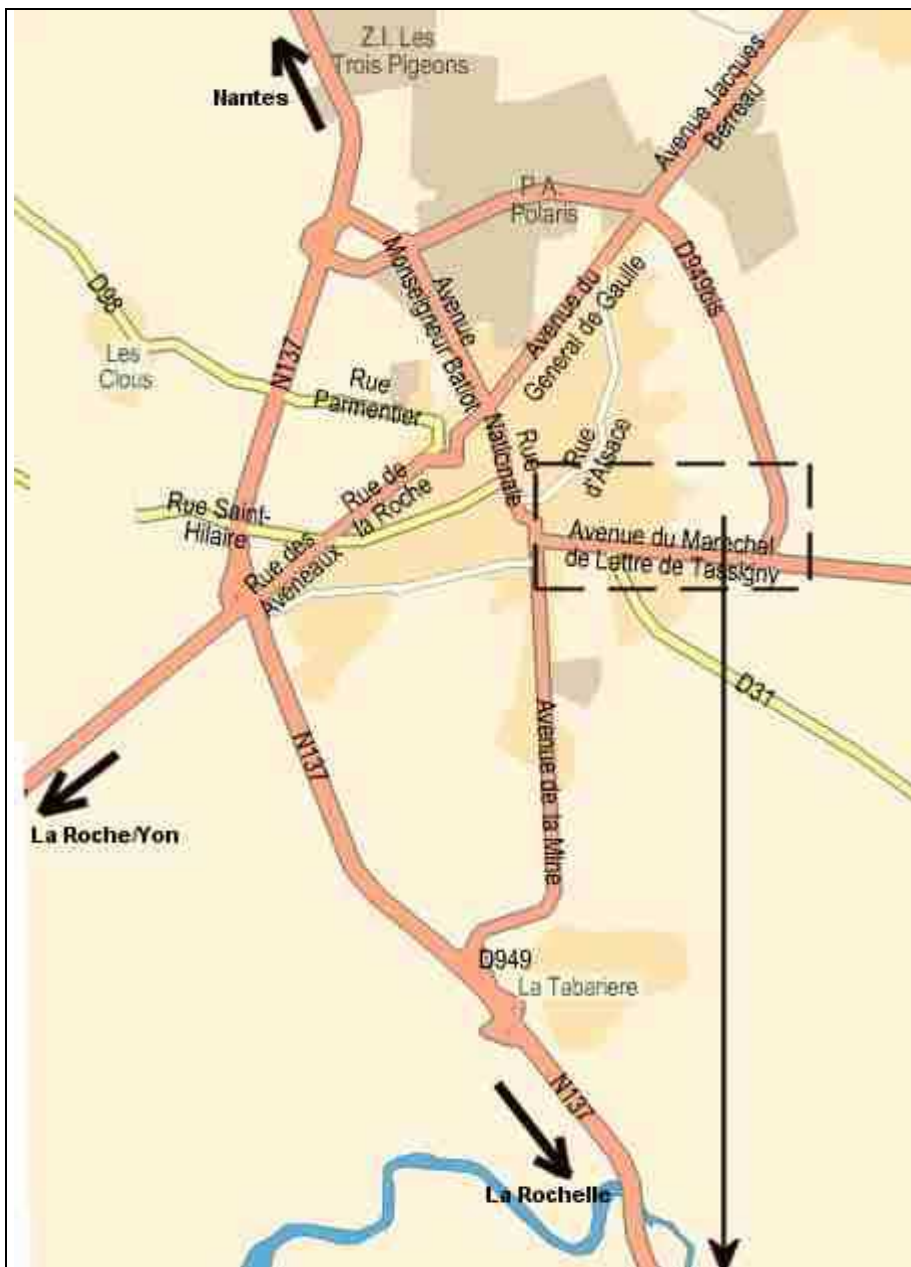 Z.I. Les
Trois Pigeons
Nantes
Avenue Jacques
Berreau
P.A.
Polaris
D949bis
D98
Avenue
Monseigneur Batiot
Avenue du
General de Gaulle
Les
Clous
N137
Rue
Parmentier
Rue
Nationale
Rue
d'Alsace
Rue de
la Roche
Rue Saint-
Hilaire
Rue des
Aveneaux
Avenue du Marechal
de Lattre de Tassigny
D31
N137
Avenue de la Mine
La Roche/Yon
D949
La Tabariere
N137
La Rochelle